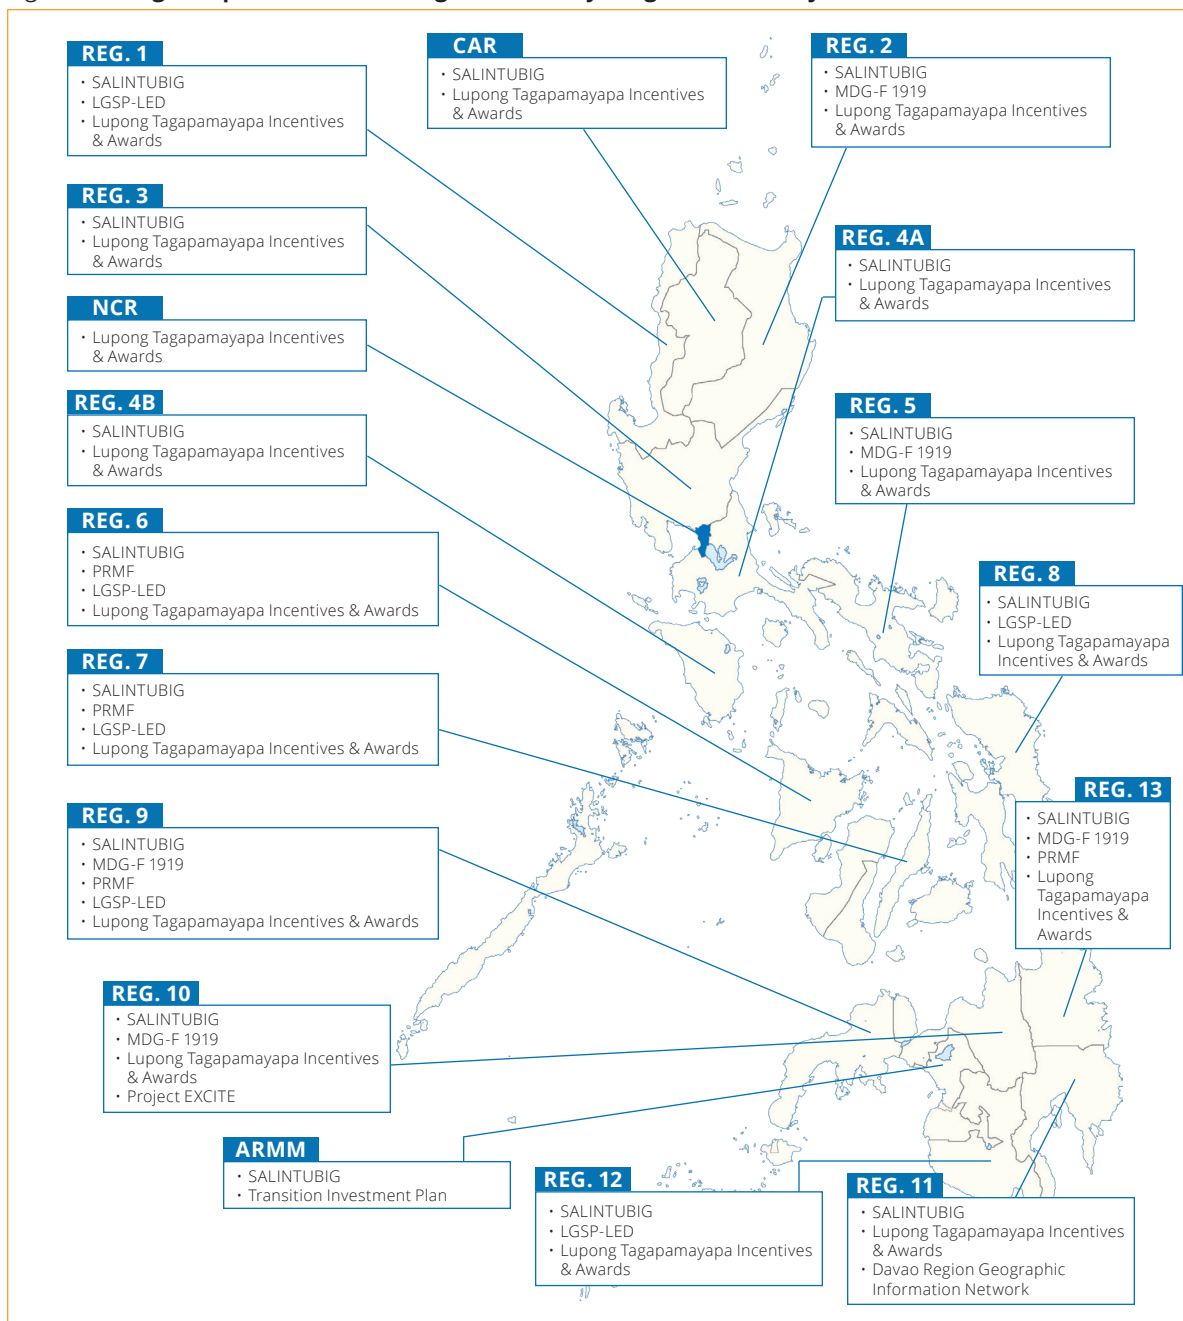 REG. 1
· SALINTUBIG
· LGSP-LED
· Lupong Tagapamayapa Incentives
& Awards
CAR
· SALINTUBIG
· Lupong Tagapamayapa Incentives
& Awards
REG. 2
· SALINTUBIG
· MDG-F 1919
· Lupong Tagapamayapa Incentives
& Awards
REG. 3
· SALINTUBIG
· Lupong Tagapamayapa Incentives
& Awards
REG. 4A
· SALINTUBIG
· Lupong Tagapamayapa Incentives
& Awards
NCR
· Lupong Tagapamayapa Incentives
& Awards
REG. 4B
· SALINTUBIG
· Lupong Tagapamayapa Incentives
& Awards
REG. 5
· SALINTUBIG
· MDG-F 1919
· Lupong Tagapamayapa Incentives
& Awards
REG. 6
· SALINTUBIG
· PRMF
· LGSP-LED
· Lupong Tagapamayapa Incentives & Awards
REG. 8
· SALINTUBIG
· LGSP-LED
· Lupong Tagapamayapa
Incentives & Awards
REG. 7
· SALINTUBIG
· PRMF
· LGSP-LED
· Lupong Tagapamayapa Incentives & Awards
REG. 13
· SALINTUBIG
· MDG-F 1919
· PRMF
· Lupong
Tagapamayapa
Incentives &
Awards
REG. 9
· SALINTUBIG
· MDG-F 1919
· PRMF
· LGSP-LED
· Lupong Tagapamayapa Incentives & Awards
REG. 10
· SALINTUBIG
· MDG-F 1919
· Lupong Tagapamayapa Incentives
& Awards
· Project EXCITE
ARMM
· SALINTUBIG
· Transition Investment Plan
REG. 12
· SALINTUBIG
· LGSP-LED
· Lupong Tagapamayapa Incentives
& Awards
REG. 11
· SALINTUBIG
· Lupong Tagapamayapa Incentives
& Awards
· Davao Region Geographic
Information Network